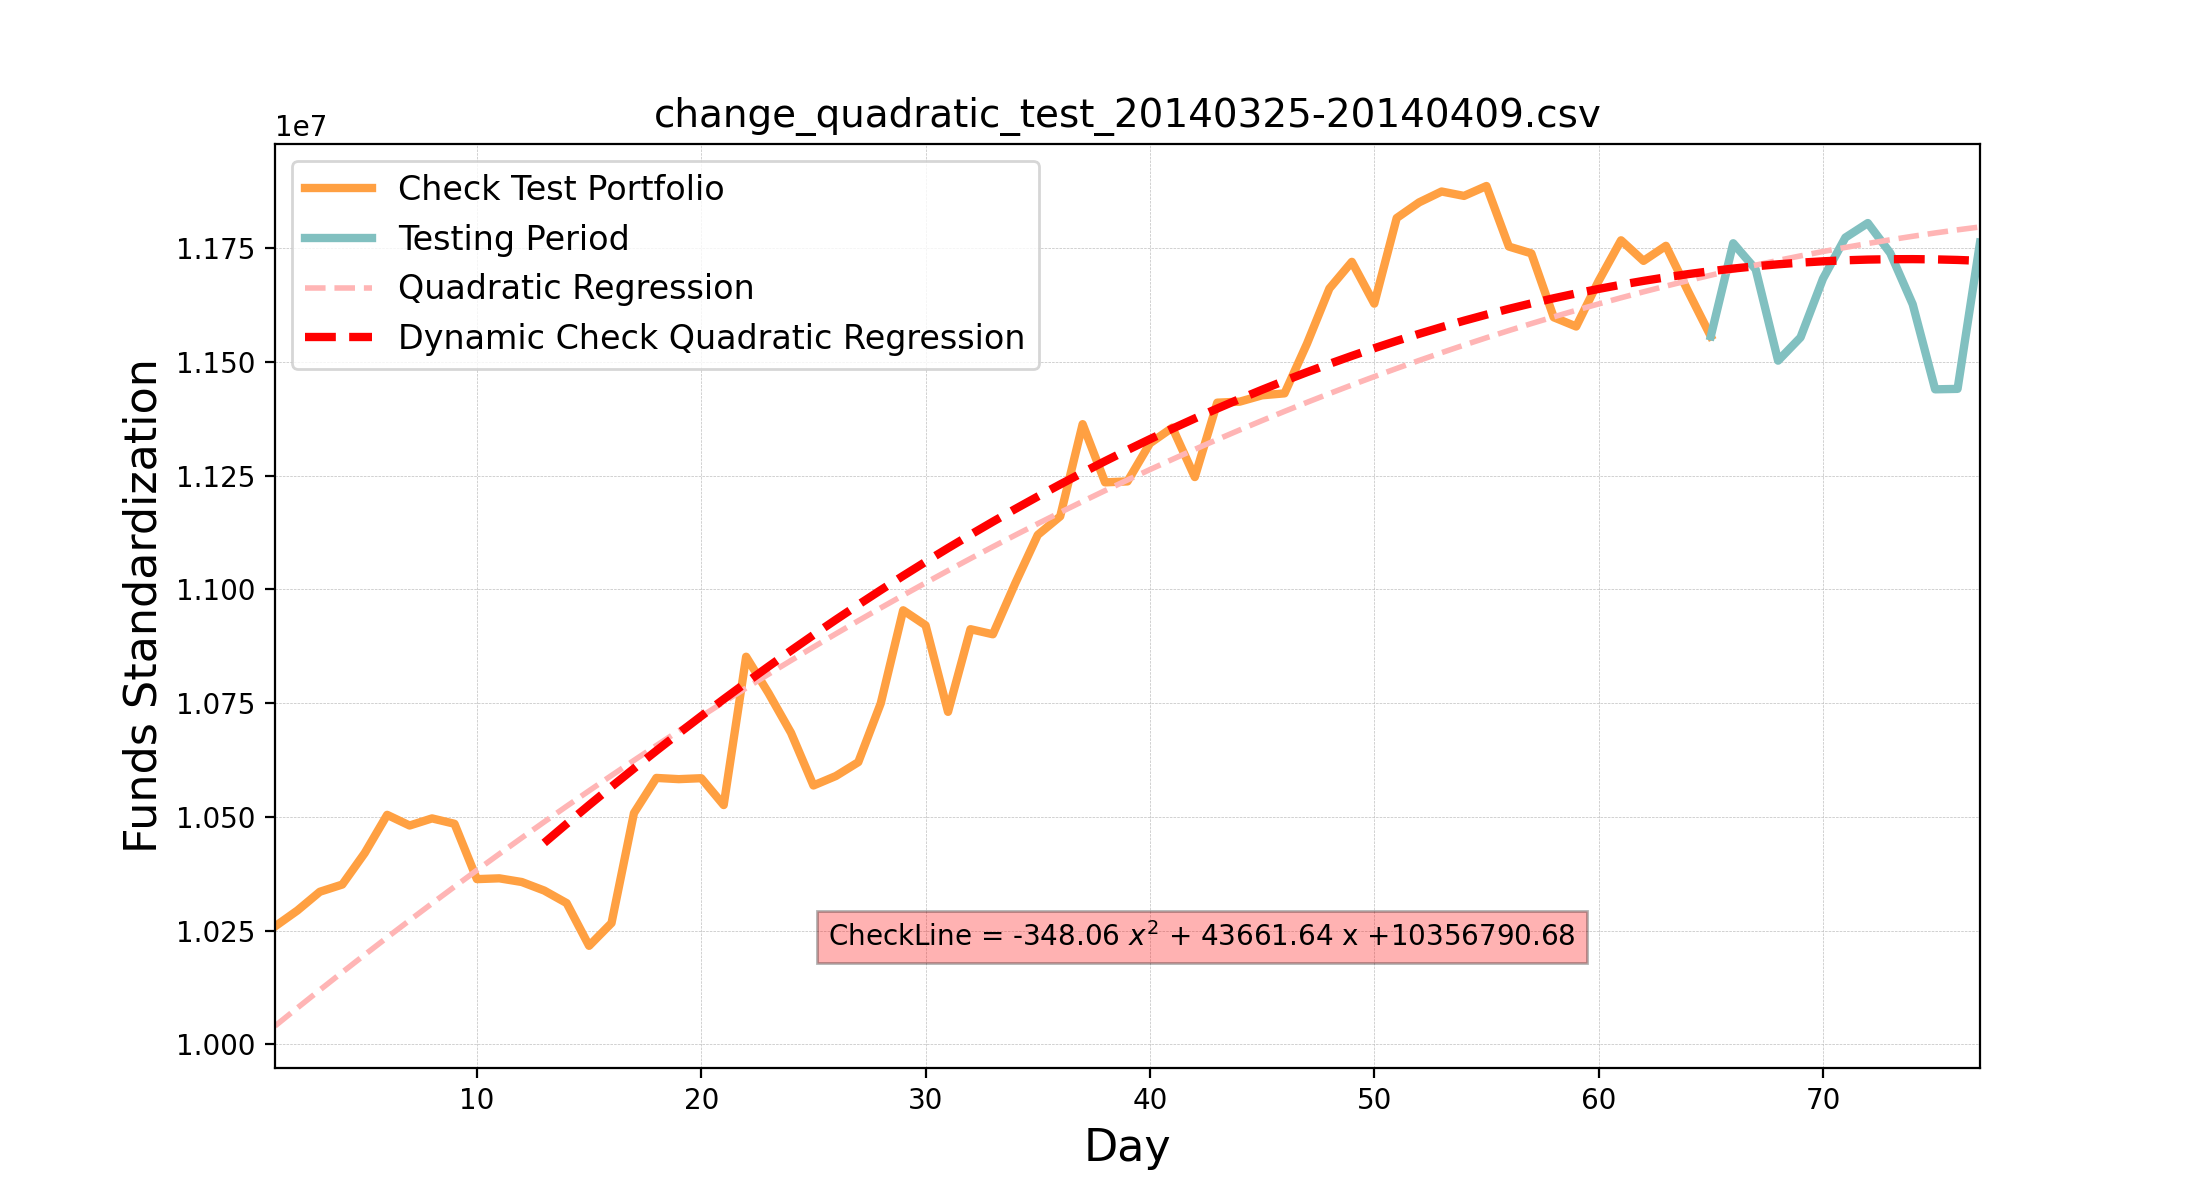 change_quadratic_test_20140325-20140409.csv
1e7
Check Test Portfolio
Testing Period
Quadratic Regression
Dynamic Check Quadratic Regression
1.175
1.150
1.125
1.100
1.075
1.050
1.025
1.000
Funds Standardization
CheckLine = -348.06 x² + 43661.64 x +10356790.68
10 20 30 40 50 60 70
Day